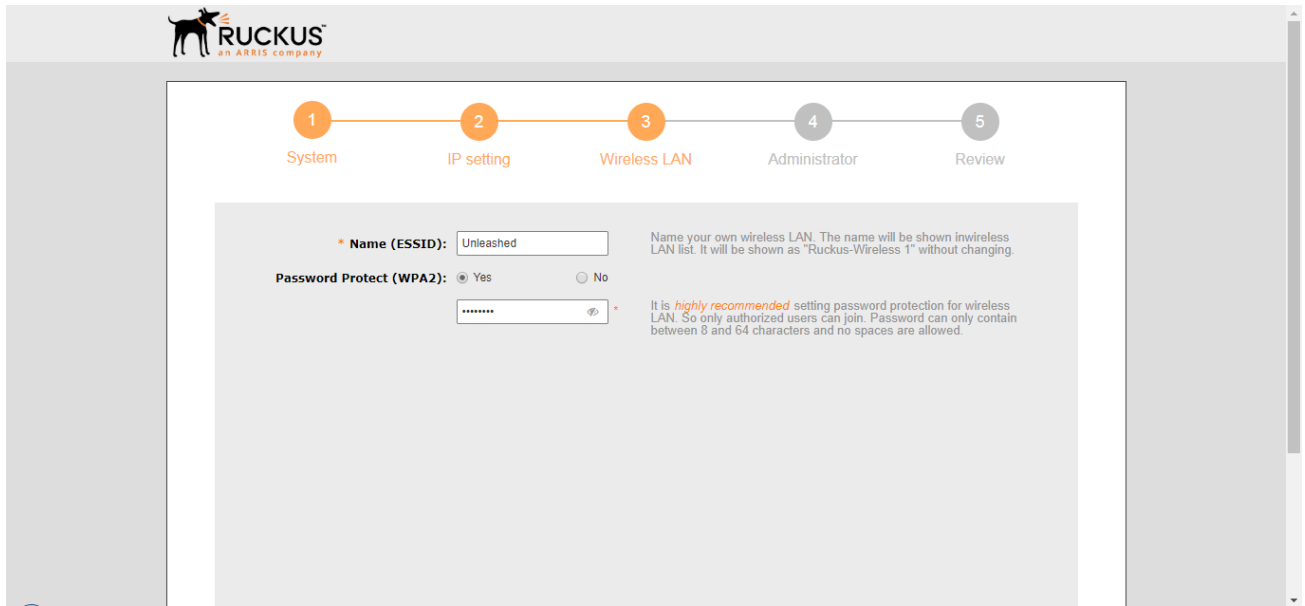 RUCKUS™
an ARRIS company
1 2 3 4 5
System IP setting Wireless LAN Administrator Review
* Name (ESSID): Unleashed
Name your own wireless LAN. The name will be shown inwireless
LAN list. It will be shown as "Ruckus-Wireless 1" without changing.
Password Protect (WPA2): Yes No
•••••••• *
It is highly recommended setting password protection for wireless
LAN. So only authorized users can join. Password can only contain
between 8 and 64 characters and no spaces are allowed.